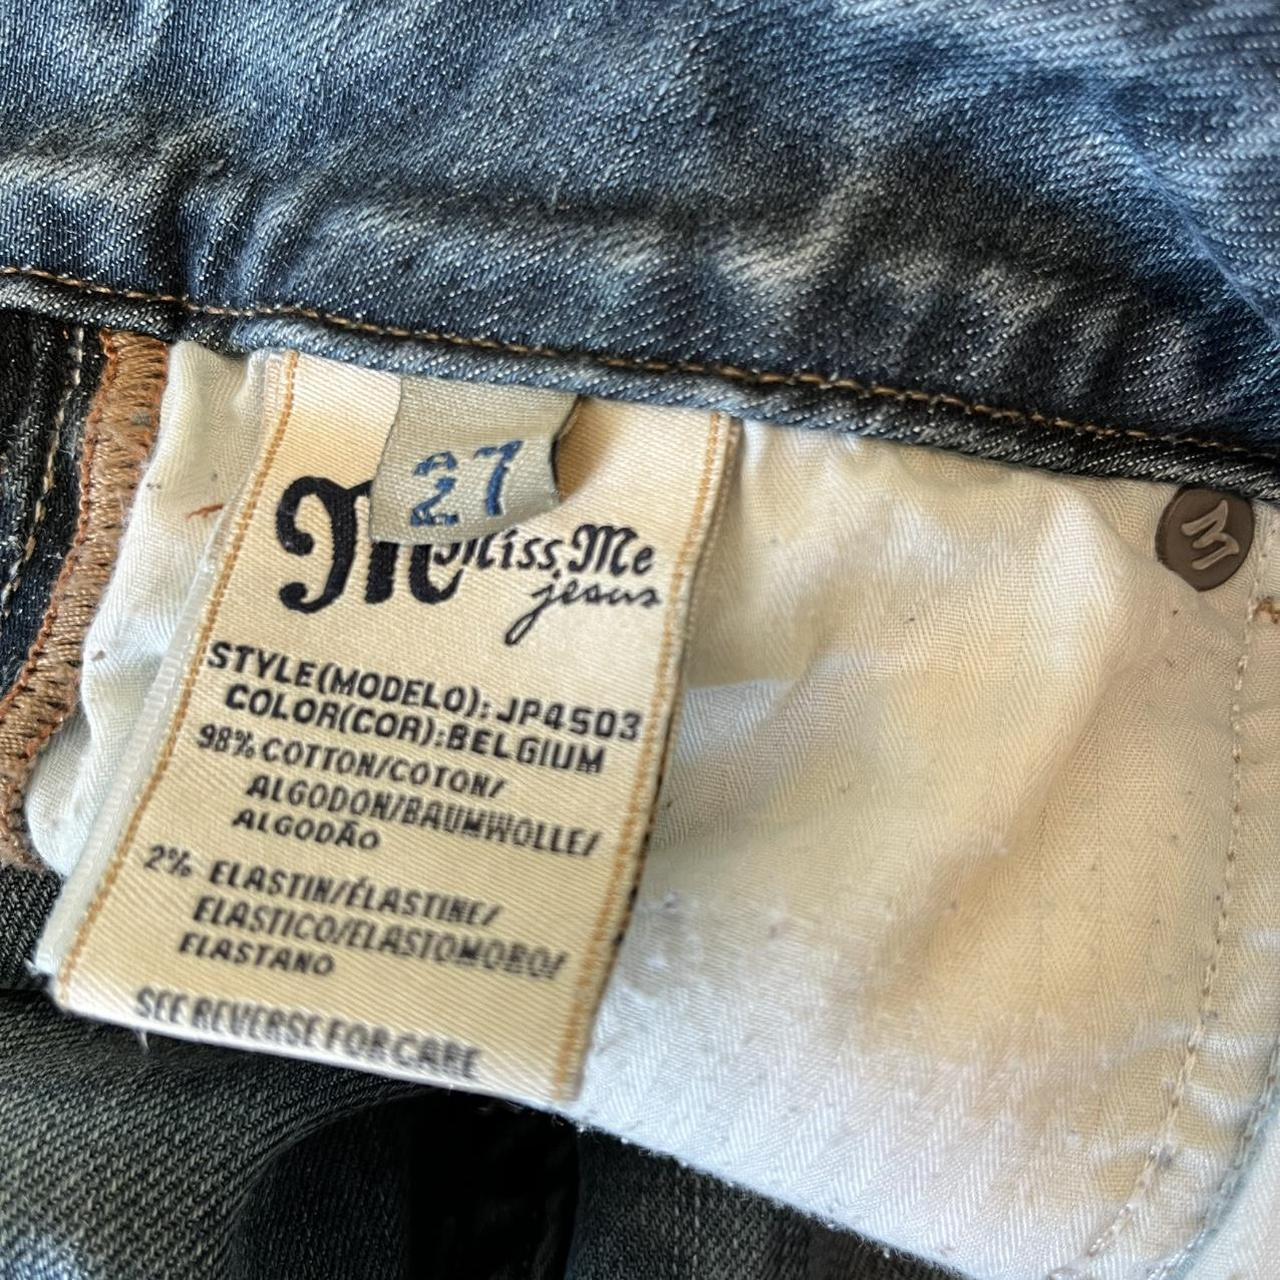 27
M Miss Me
jeans
STYLE(MODELO): JP4503
COLOR(COR):BELGIUM
98% COTTON/COTON/
ALGODON/BAUMWOLLE/
ALGODÃO
2% ELASTIN/ÉLASTINE/
ELASTICO/ELASTOMORO/
ELASTANO
SEE REVERSE FOR CARE
M